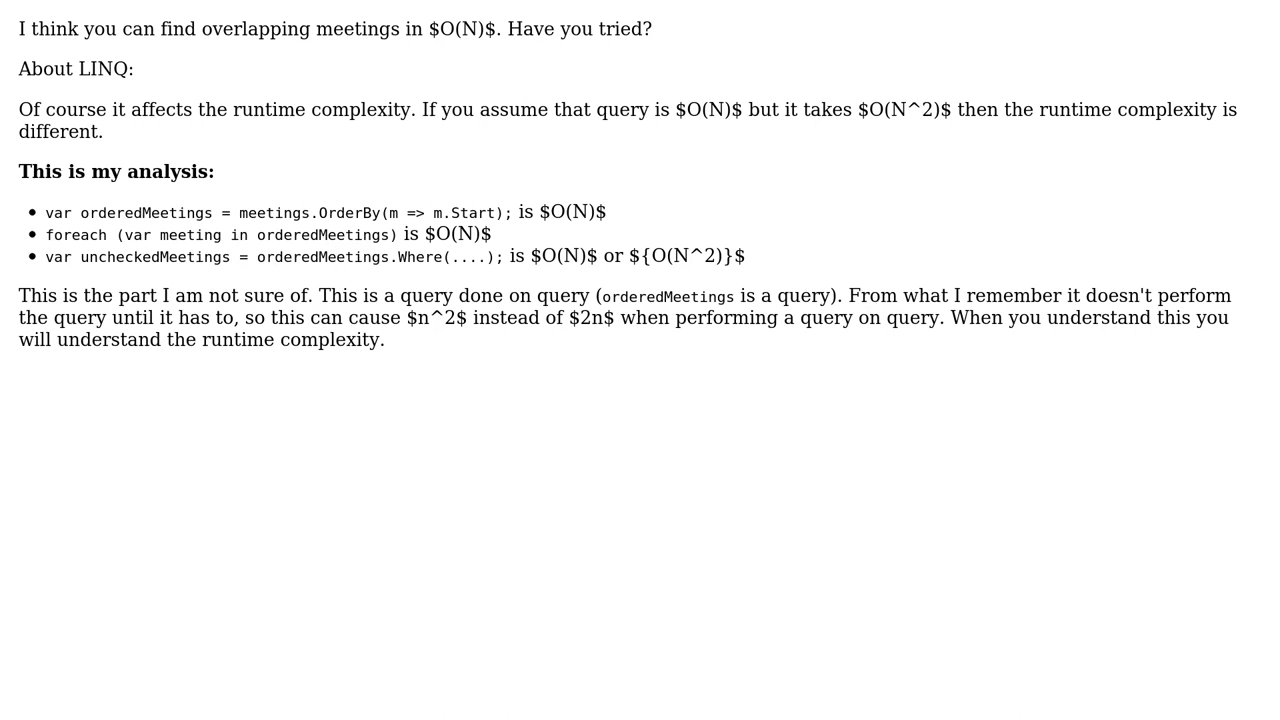 I think you can find overlapping meetings in $O(N)$. Have you tried?
About LINQ:
Of course it affects the runtime complexity. If you assume that query is $O(N)$ but it takes $O(N^2)$ then the runtime complexity is
different.
This is my analysis:
• var orderedMeetings = meetings.OrderBy(m => m.Start); is $O(N)$
• foreach (var meeting in orderedMeetings) is $O(N)$
• var uncheckedMeetings = orderedMeetings.Where(....); is $O(N)$ or ${O(N^2)}$
This is the part I am not sure of. This is a query done on query (orderedMeetings is a query). From what I remember it doesn't perform
the query until it has to, so this can cause $n^2$ instead of $2n$ when performing a query on query. When you understand this you
will understand the runtime complexity.